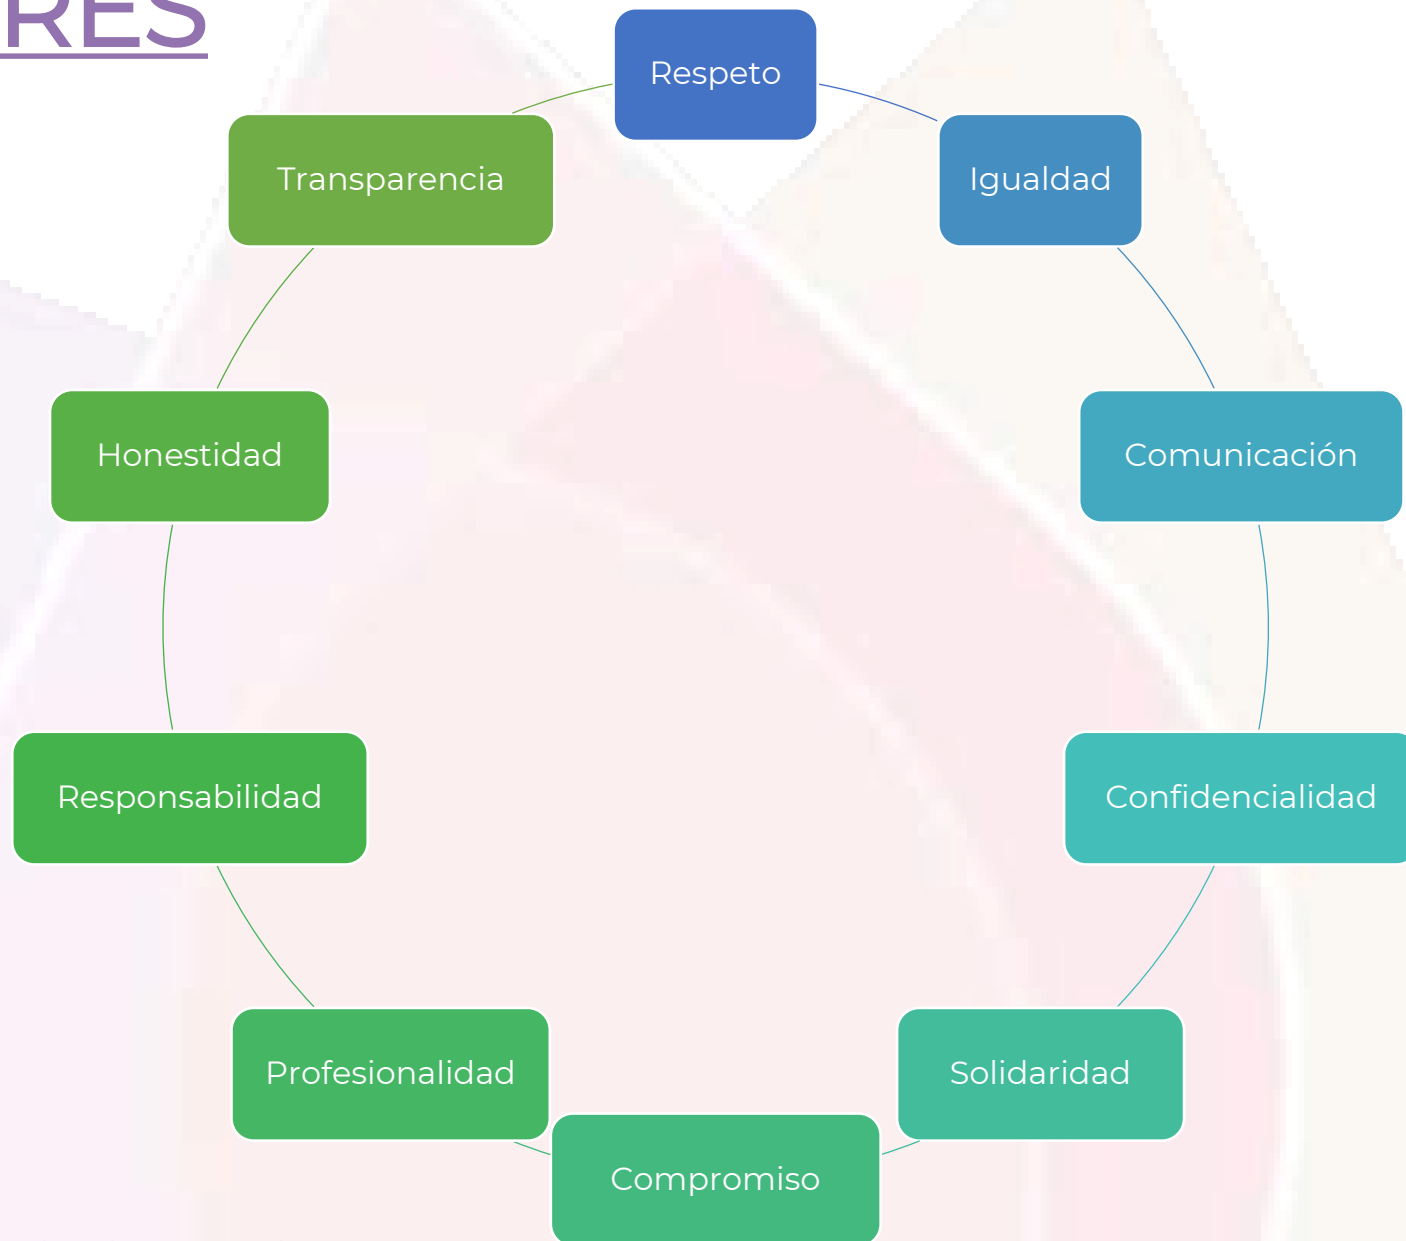 RES
Respeto
Igualdad
Comunicación
Confidencialidad
Solidaridad
Compromiso
Profesionalidad
Responsabilidad
Honestidad
Transparencia